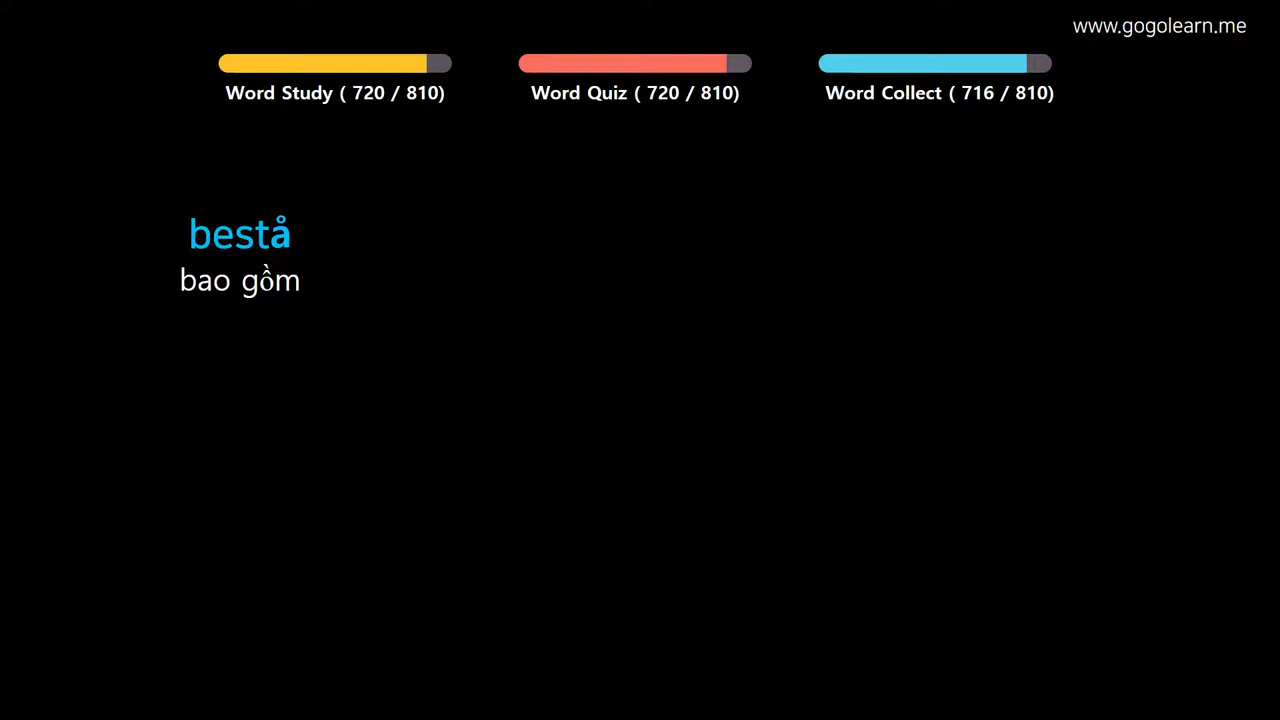 www.gogolearn.me
Word Study ( 720 / 810)
Word Quiz ( 720 / 810)
Word Collect ( 716 / 810)
bestå
bao gồm